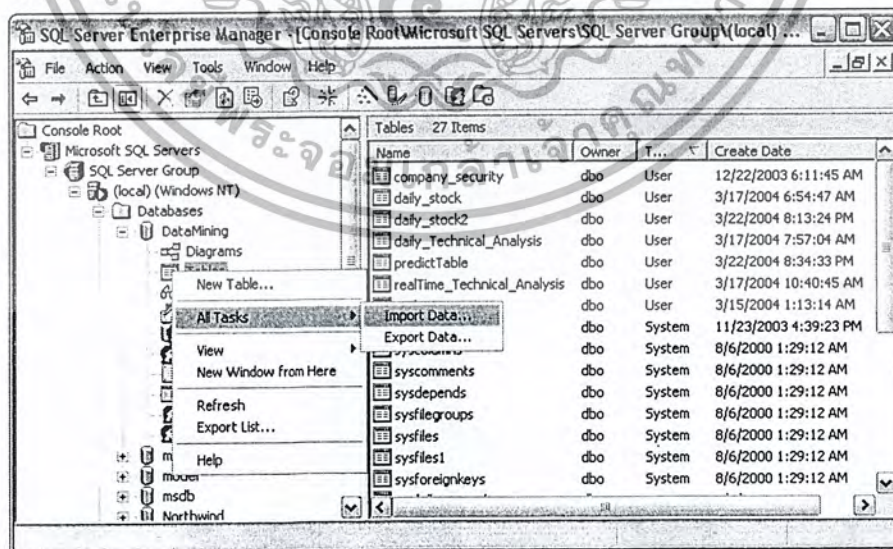 SQL Server Enterprise Manager - [Console Root\Microsoft SQL Servers\SQL Server Group\(local) ...
File Action View Tools Window Help
Console Root
Microsoft SQL Servers
SQL Server Group
(local) (Windows NT)
Databases
DataMining
Diagrams
Tables
model
msdb
Northwind
New Table...
All Tasks
View
New Window from Here
Refresh
Export List...
Help
Import Data...
Export Data...
Tables 27 Items
Name Owner T... Create Date
company_security dbo User 12/22/2003 6:11:45 AM
daily_stock dbo User 3/17/2004 6:54:47 AM
daily_stock2 dbo User 3/22/2004 8:13:24 PM
daily_Technical_Analysis dbo User 3/17/2004 7:57:04 AM
predictTable dbo User 3/22/2004 8:34:33 PM
realTime_Technical_Analysis dbo User 3/17/2004 10:40:45 AM
dbo User 3/15/2004 1:13:14 AM
dbo System 11/23/2003 4:39:23 PM
syscolumns dbo System 8/6/2000 1:29:12 AM
syscomments dbo System 8/6/2000 1:29:12 AM
sysdepends dbo System 8/6/2000 1:29:12 AM
sysfilegroups dbo System 8/6/2000 1:29:12 AM
sysfiles dbo System 8/6/2000 1:29:12 AM
sysfiles1 dbo System 8/6/2000 1:29:12 AM
sysforeignkeys dbo System 8/6/2000 1:29:12 AM